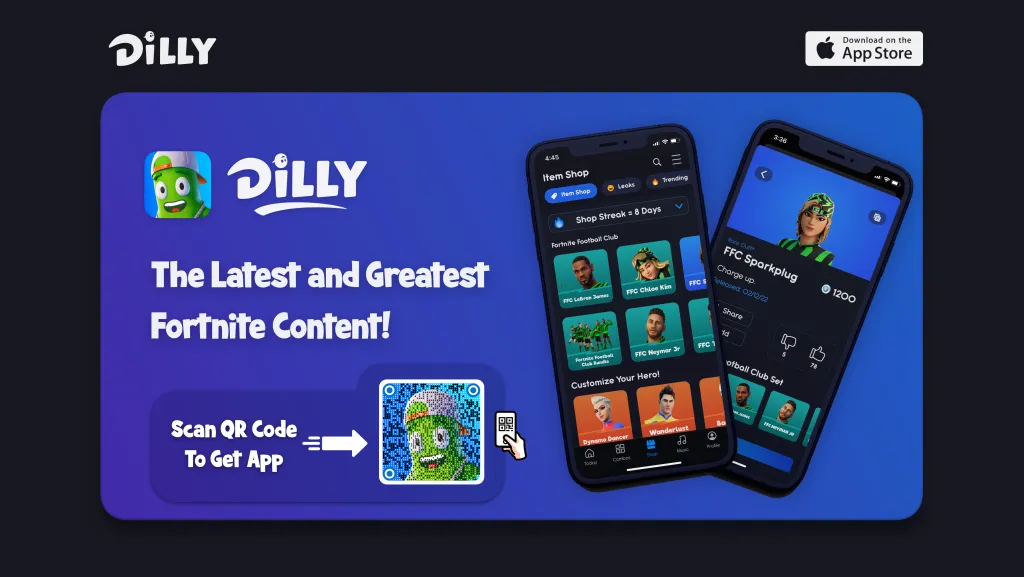 DiLLY
Download on the
App Store
DiLLY
The Latest and Greatest
Fortnite Content!
Scan QR Code
To Get App
4:45
Item Shop
Item Shop
Leaks
Trending
Shop Streak = 8 Days
Fortnite Football Club
FFC LeBron James
FFC Chloe Kim
FFC S
Fortnite Football
Club Bundle
FFC Neymar Jr
FFC T
Customize Your Hero!
Dynamo Dancer
Wanderlust
Today
Shop
Music
Profile
3:36
Rare Outfit
FFC Sparkplug
Charge up.
Released: 02/12/22
1200
Share
5
78
Football Club Set
FFC Neymar Jr